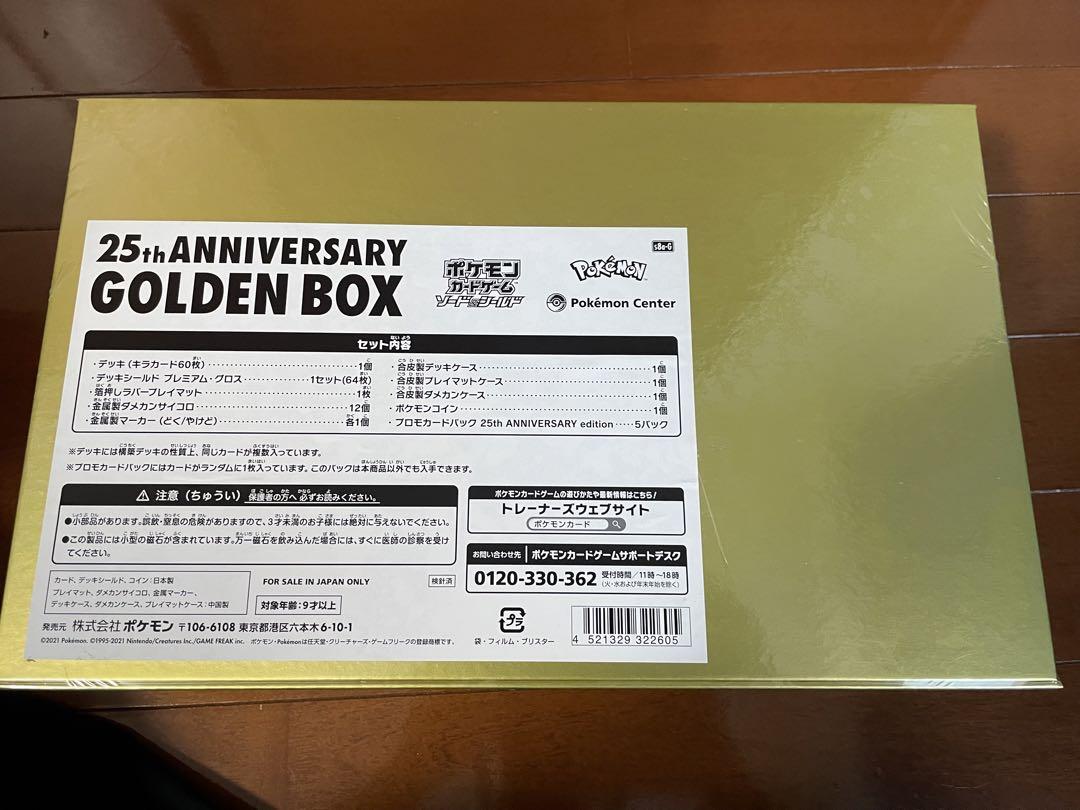 25th ANNIVERSARY
GOLDEN BOX
ポケモン
カードゲーム
ソード&シールド
s8a-G
Pokémon
Pokémon Center
セット内容
・デッキ(キラカード60枚)……………………1個
・デッキシールド プレミアム・グロス…………1セット(64枚)
・箔押しラバープレイマット……………………1枚
・金属製ダメカンサイコロ……………………12個
・金属製マーカー(どく/やけど)……………………各1個
・合皮製デッキケース……………………1個
・合皮製プレイマットケース……………………1個
・合皮製ダメカンケース……………………1個
・ポケモンコイン……………………1個
・プロモカードパック 25th ANNIVERSARY edition……5パック
※デッキには構築デッキの性質上、同じカードが複数入っています。
※プロモカードパックにはカードがランダムに1枚入っています。このパックは本商品以外でも入手できます。
⚠ 注意(ちゅうい) 保護者の方へ 必ずお読みください。
●小部品があります。誤飲・窒息の危険がありますので、3才未満のお子様には絶対に与えないでください。
●この製品には小型の磁石が含まれています。万一磁石を飲み込んだ場合には、すぐに医師の診察を受け
てください。
ポケモンカードゲームの遊びかたや最新情報はこちら!
トレーナーズウェブサイト
ポケモンカード
お問い合わせ先 ポケモンカードゲームサポートデスク
0120-330-362 受付時間/11時~18時
(火・水および年末年始を除く)
カード、デッキシールド、コイン:日本製
プレイマット、ダメカンサイコロ、金属マーカー、
デッキケース、ダメカンケース、プレイマットケース:中国製
FOR SALE IN JAPAN ONLY
検針済
対象年齢:9才以上
発売元 株式会社ポケモン 〒106-6108 東京都港区六本木6-10-1
©2021 Pokémon. ©1995-2021 Nintendo/Creatures Inc./GAME FREAK inc. ポケモン・Pokémonは任天堂・クリーチャーズ・ゲームフリークの登録商標です。
プラ
袋・フィルム・ブリスター
4 521329 322605